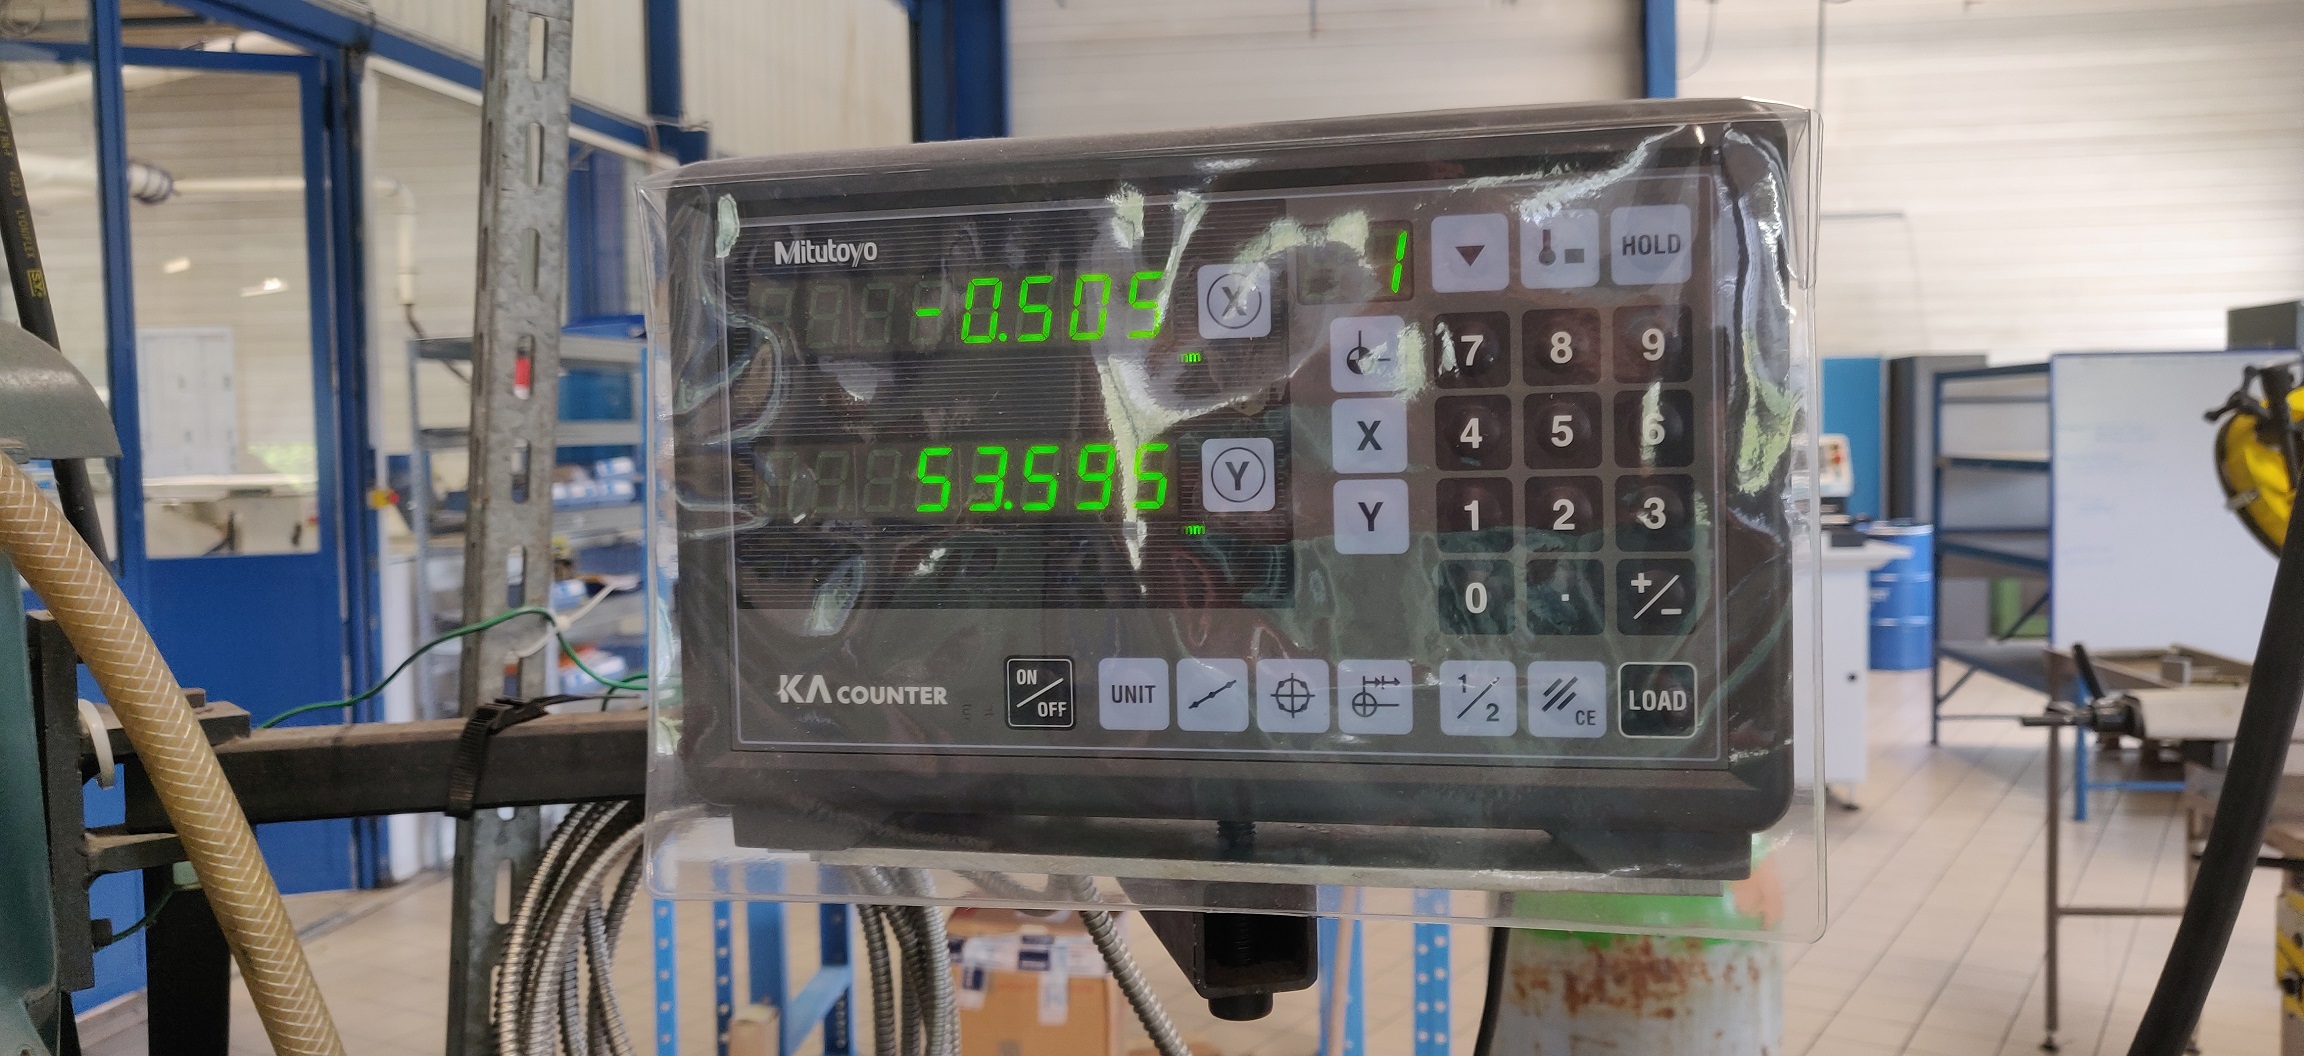 Mitutoyo
-0.505 X 1 HOLD
mm
7 8 9
X 4 5 6
53.595 Y
mm
Y 1 2 3
0 . +/-
KA COUNTER ON/OFF UNIT 1/2 CE LOAD